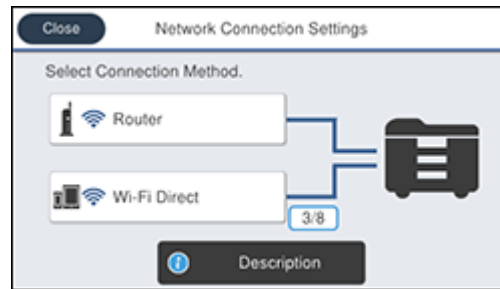 Close
Network Connection Settings
Select Connection Method.
Router
Wi-Fi Direct
3/8
i Description